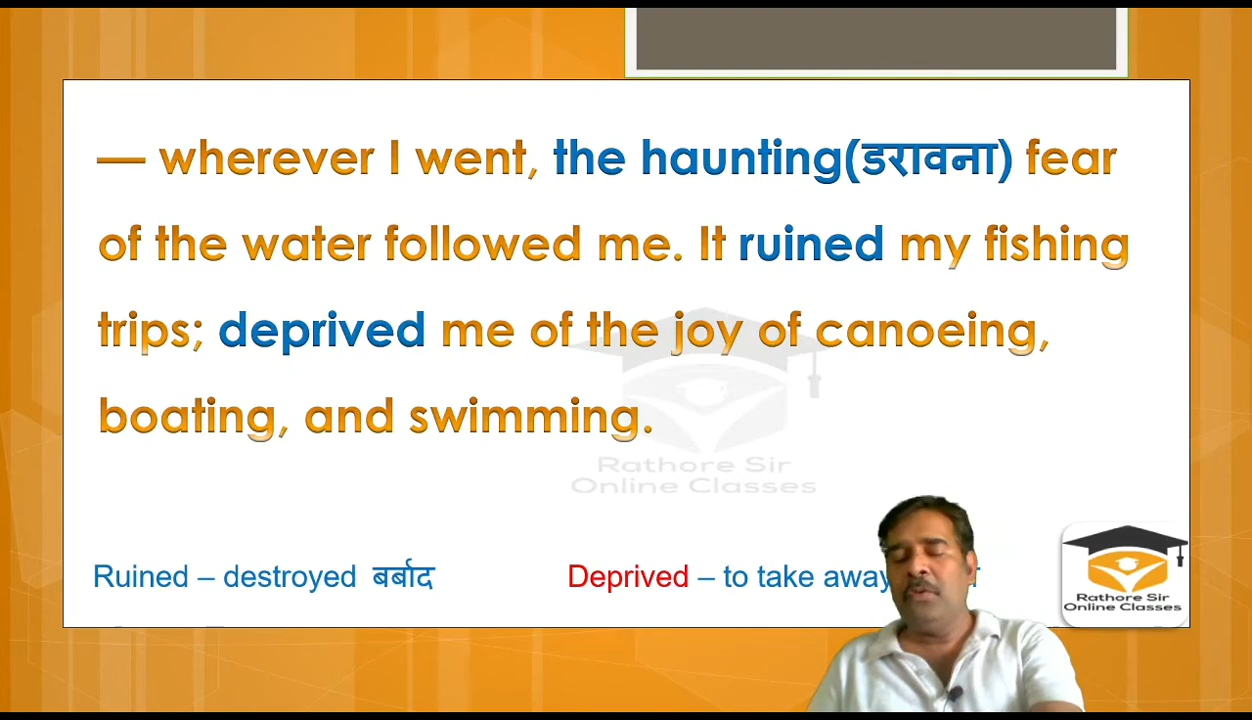 — wherever I went, the haunting(डरावना) fear
of the water followed me. It ruined my fishing
trips; deprived me of the joy of canoeing,
boating, and swimming.
Rathore Sir
Online Classes
Ruined – destroyed बर्बाद
Deprived – to take away
Rathore Sir
Online Classes